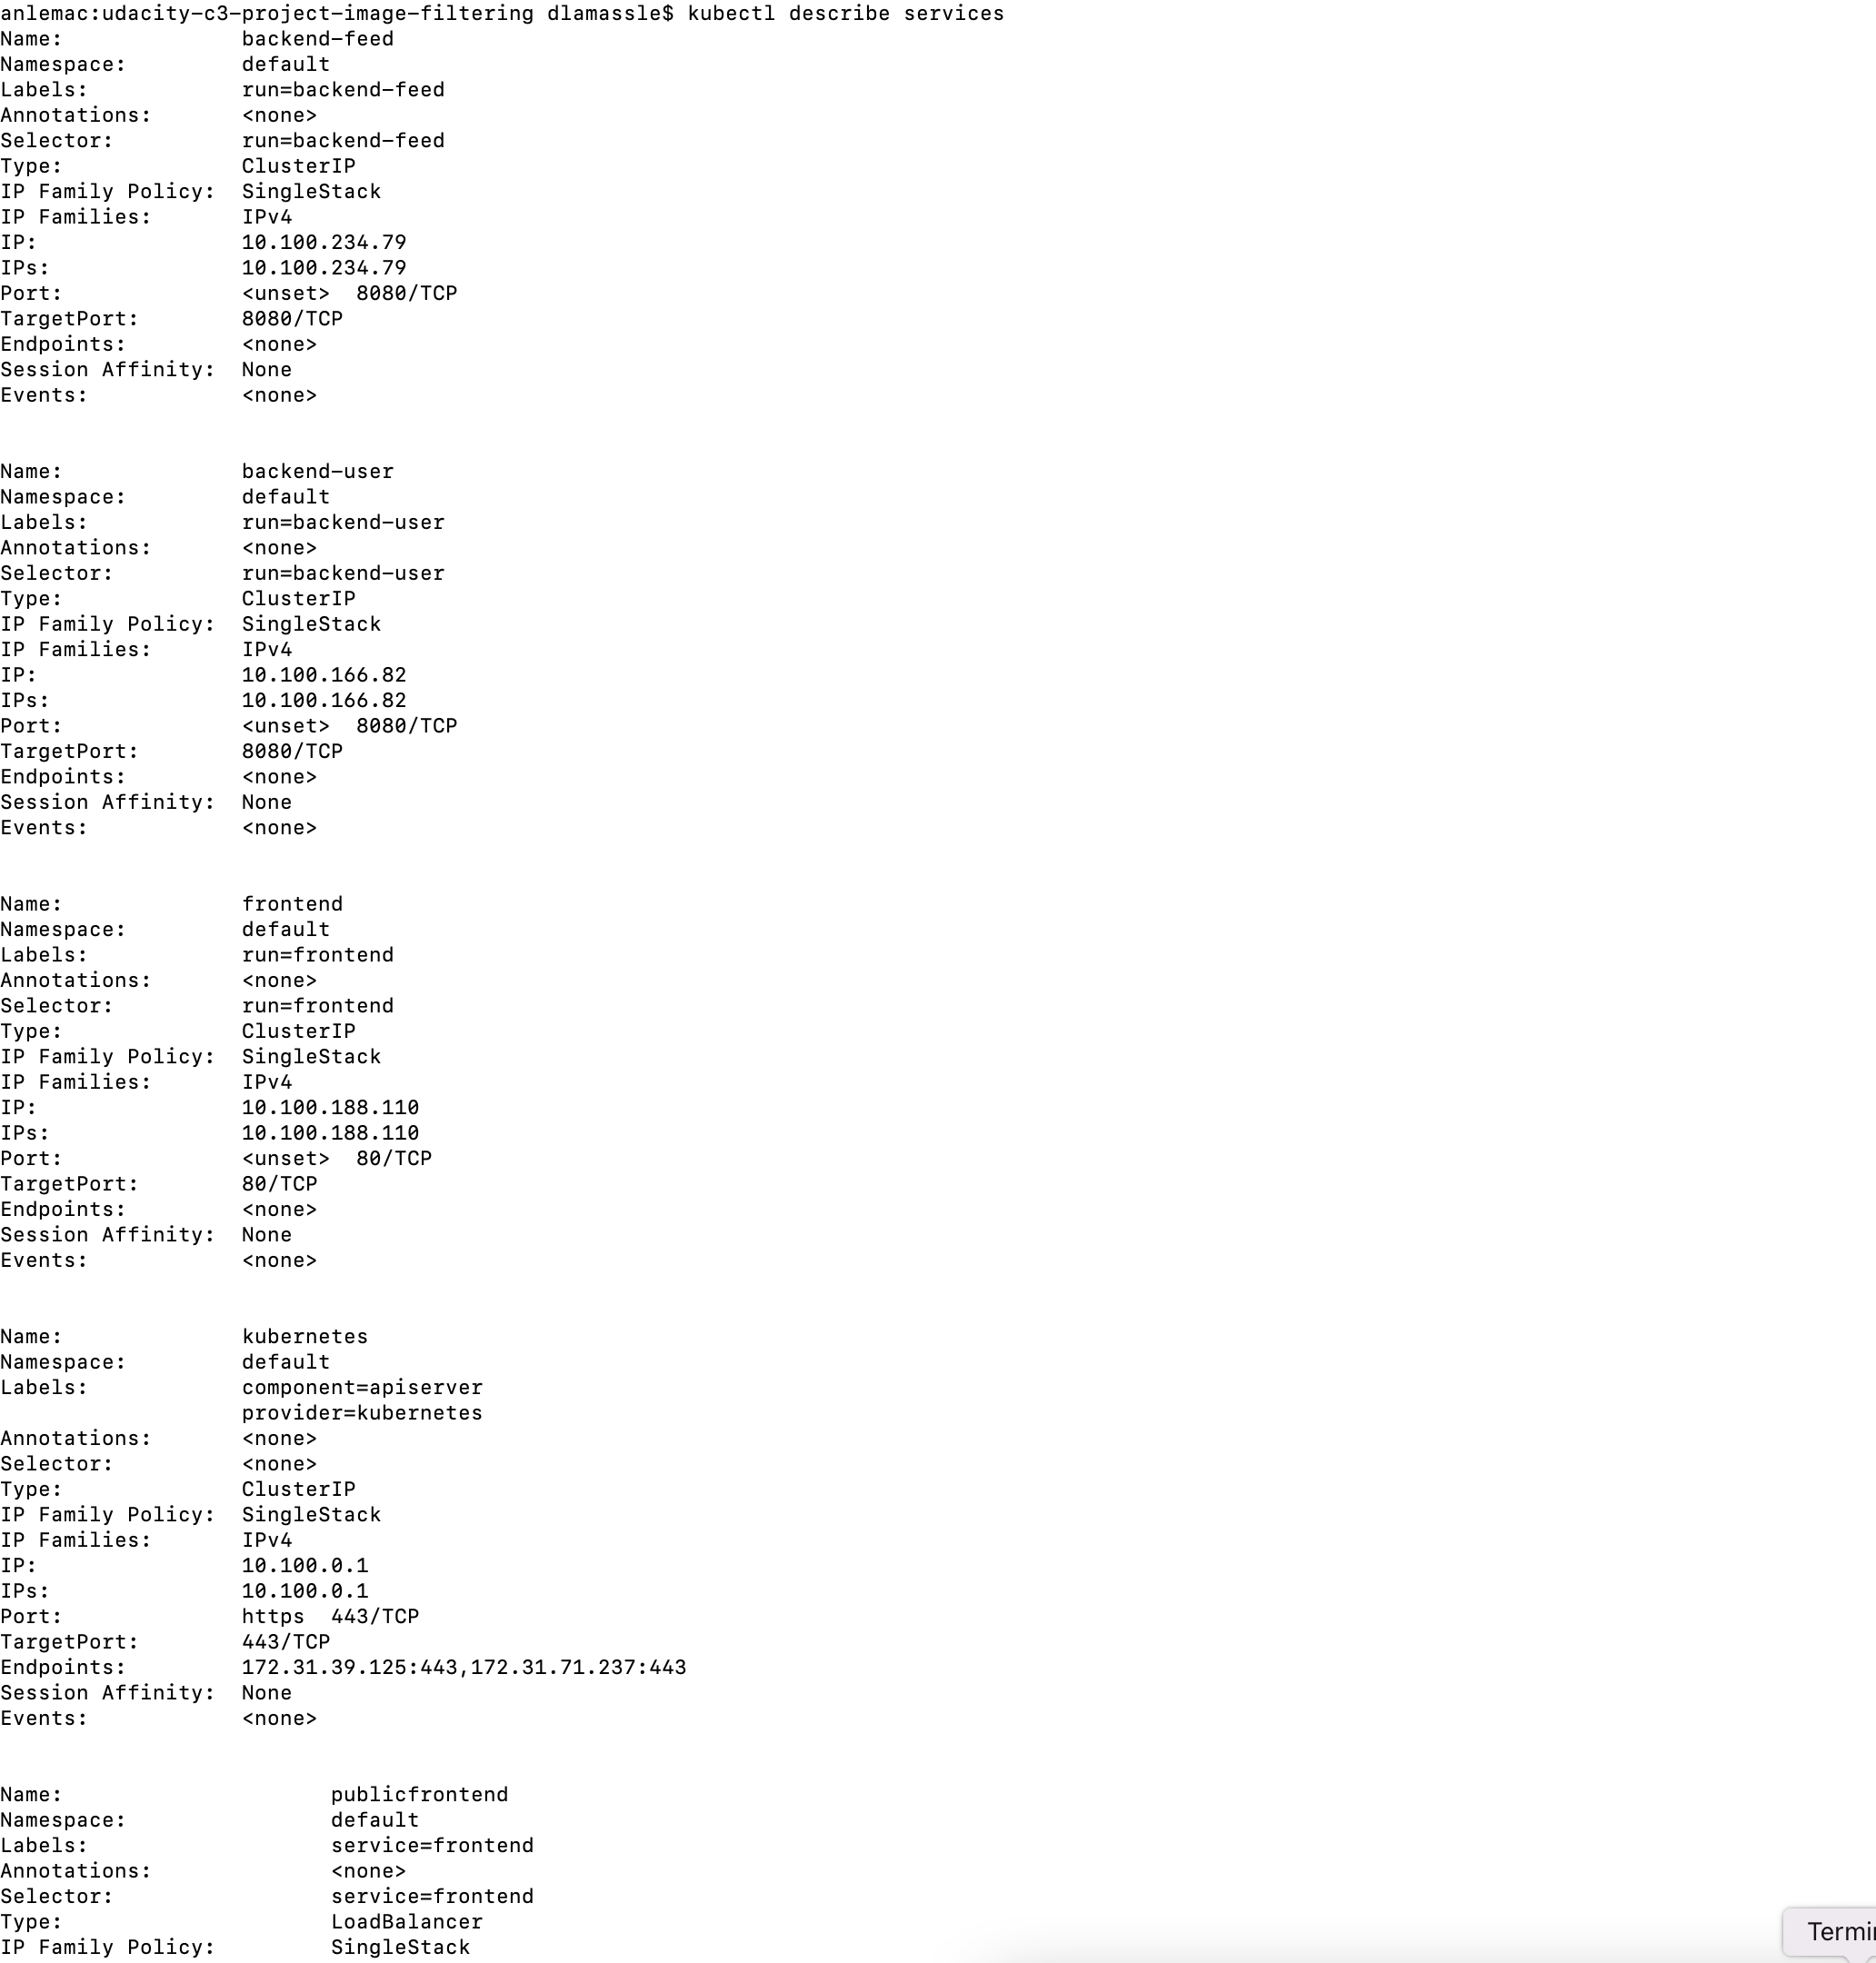 anlemac:udacity-c3-project-image-filtering dlamassle$ kubectl describe services
Name:              backend-feed
Namespace:         default
Labels:            run=backend-feed
Annotations:       <none>
Selector:          run=backend-feed
Type:              ClusterIP
IP Family Policy:  SingleStack
IP Families:       IPv4
IP:                10.100.234.79
IPs:               10.100.234.79
Port:              <unset>  8080/TCP
TargetPort:        8080/TCP
Endpoints:         <none>
Session Affinity:  None
Events:            <none>

Name:              backend-user
Namespace:         default
Labels:            run=backend-user
Annotations:       <none>
Selector:          run=backend-user
Type:              ClusterIP
IP Family Policy:  SingleStack
IP Families:       IPv4
IP:                10.100.166.82
IPs:               10.100.166.82
Port:              <unset>  8080/TCP
TargetPort:        8080/TCP
Endpoints:         <none>
Session Affinity:  None
Events:            <none>

Name:              frontend
Namespace:         default
Labels:            run=frontend
Annotations:       <none>
Selector:          run=frontend
Type:              ClusterIP
IP Family Policy:  SingleStack
IP Families:       IPv4
IP:                10.100.188.110
IPs:               10.100.188.110
Port:              <unset>  80/TCP
TargetPort:        80/TCP
Endpoints:         <none>
Session Affinity:  None
Events:            <none>

Name:              kubernetes
Namespace:         default
Labels:            component=apiserver
                   provider=kubernetes
Annotations:       <none>
Selector:          <none>
Type:              ClusterIP
IP Family Policy:  SingleStack
IP Families:       IPv4
IP:                10.100.0.1
IPs:               10.100.0.1
Port:              https  443/TCP
TargetPort:        443/TCP
Endpoints:         172.31.39.125:443,172.31.71.237:443
Session Affinity:  None
Events:            <none>

Name:                     publicfrontend
Namespace:                default
Labels:                   service=frontend
Annotations:              <none>
Selector:                 service=frontend
Type:                     LoadBalancer
IP Family Policy:         SingleStack